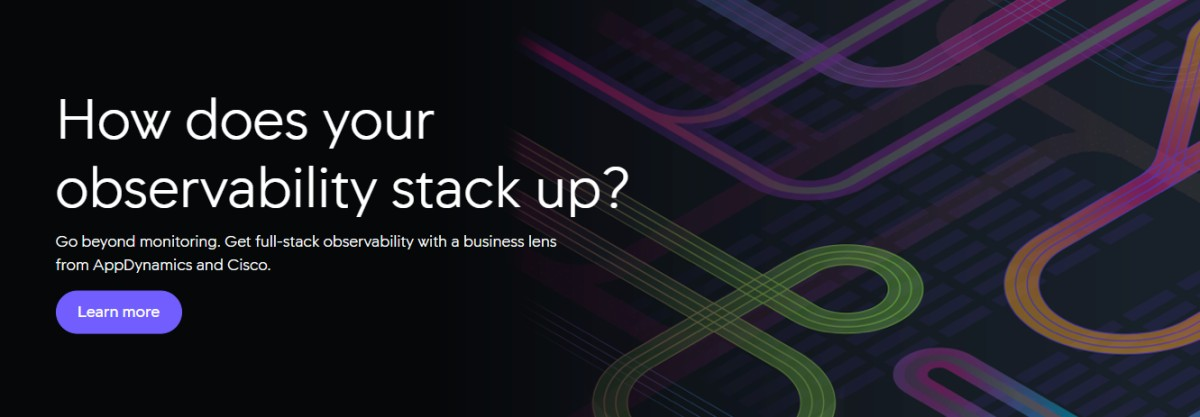 How does your
observability stack up?
Go beyond monitoring. Get full-stack observability with a business lens
from AppDynamics and Cisco.
Learn more